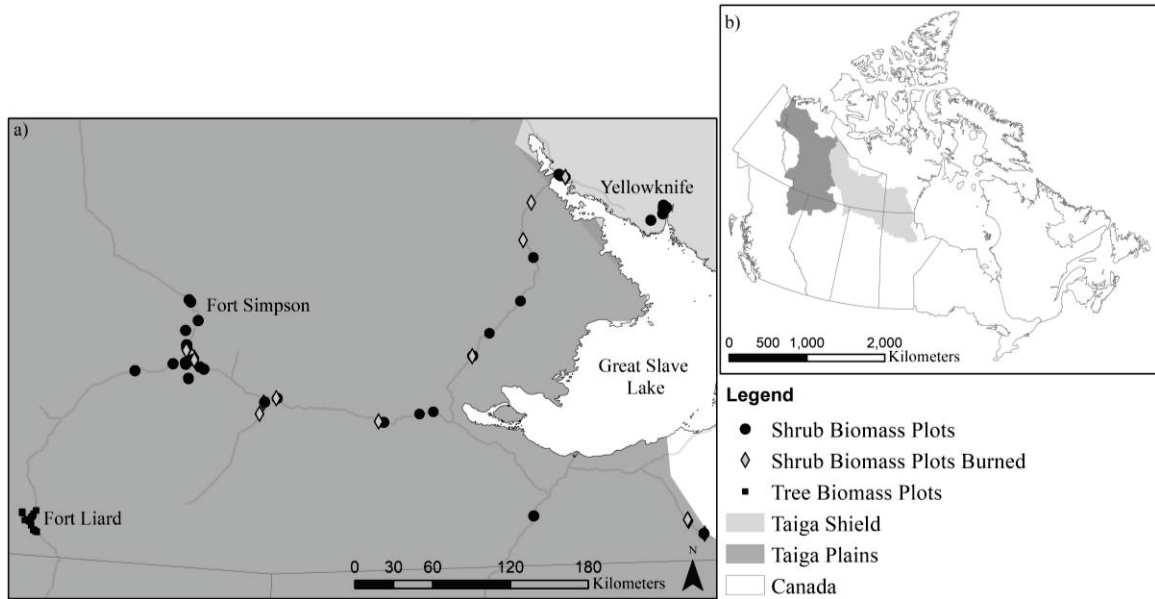 a)
Yellowknife
Fort Simpson
Great Slave
Lake
Fort Liard
0 30 60 120 180
Kilometers
N
b)
0 500 1,000 2,000
Kilometers
Legend
Shrub Biomass Plots
Shrub Biomass Plots Burned
Tree Biomass Plots
Taiga Shield
Taiga Plains
Canada